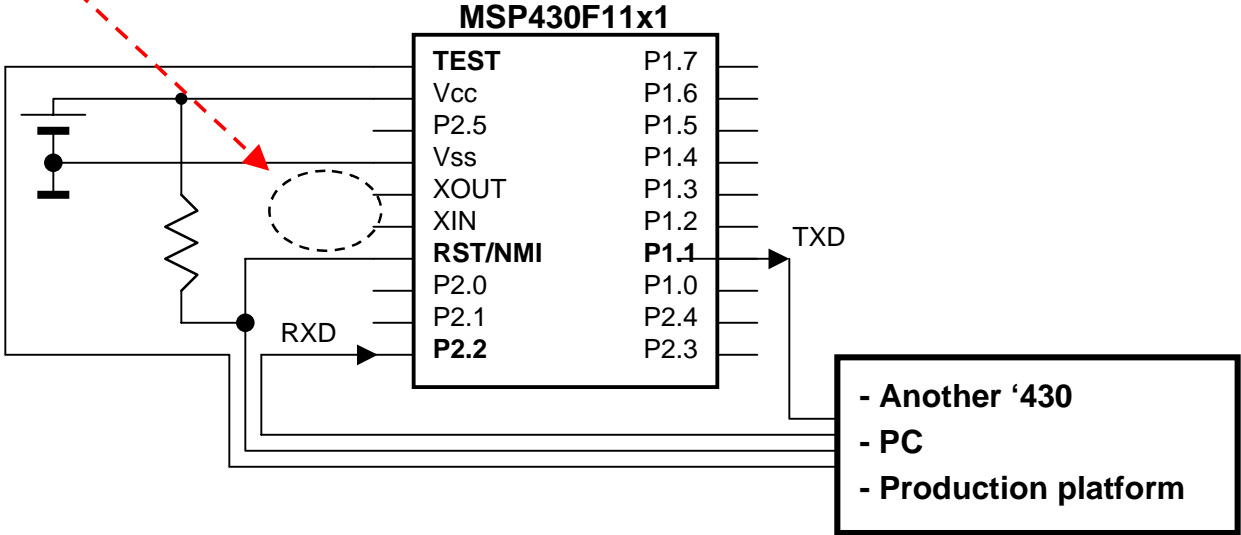 MSP430F11x1
TEST P1.7
Vcc P1.6
P2.5 P1.5
Vss P1.4
XOUT P1.3
XIN P1.2
RST/NMI P1.1
TXD
P2.0 P1.0
P2.1 P2.4
RXD
P2.2 P2.3
- Another ‘430
- PC
- Production platform